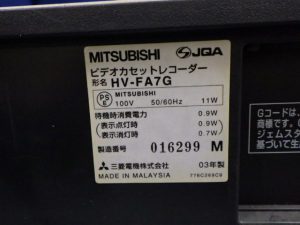 MITSUBISHI JQA
ビデオカセットレコーダー
形名 HV-FA7G
PSE MITSUBISHI
100V 50/60Hz 11W
待機時消費電力 0.9W
表示点灯時 0.9W
表示消灯時 0.7W
製造番号 016299 M
三菱電機株式会社 03年製
MADE IN MALAYSIA
Gコードは、
商標です。
ジェムスタ
基づいて生